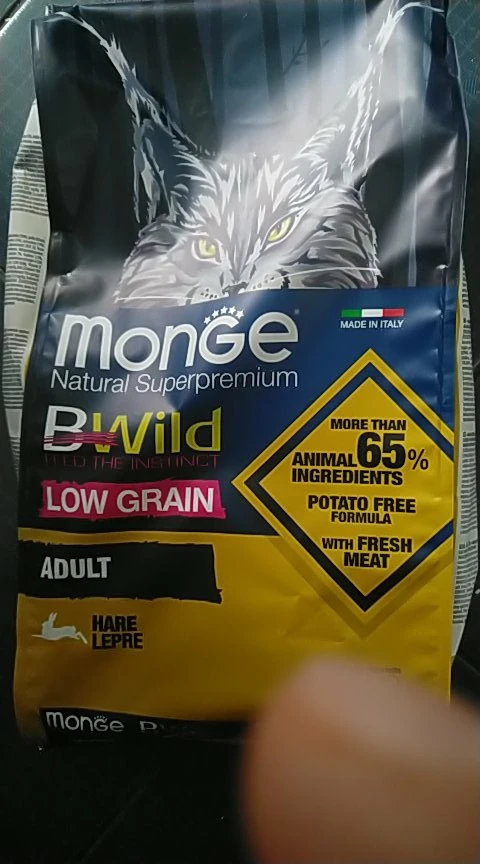 monge
Natural Superpremium
MADE IN ITALY
BWild
THE INSTINCT
LOW GRAIN
MORE THAN
65%
ANIMAL
INGREDIENTS
POTATO FREE
FORMULA
WITH FRESH
MEAT
ADULT
HARE
LEPRE
monge